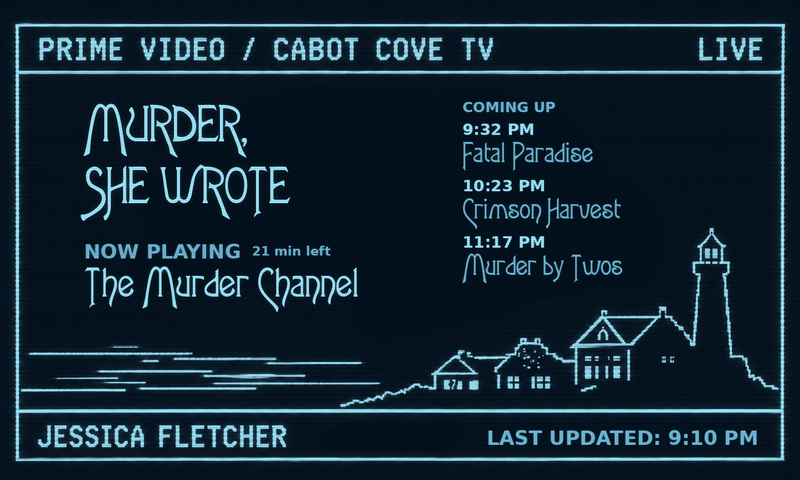 PRIME VIDEO / CABOT COVE TV
LIVE
MURDER,
SHE WROTE
NOW PLAYING 21 min left
The Murder Channel
COMING UP
9:32 PM
Fatal Paradise
10:23 PM
Crimson Harvest
11:17 PM
Murder by Twos
JESSICA FLETCHER
LAST UPDATED: 9:10 PM